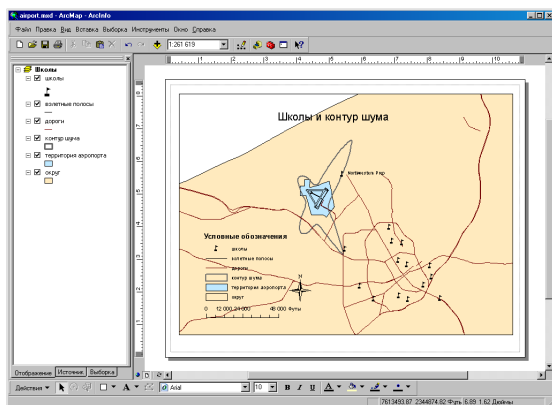 airport.mxd - ArcMap - ArcInfo
Файл Правка Вид Вставка Выборка Инструменты Окно Справка
1:261 619
Школы
школы
взлетные полосы
дороги
контур шума
территория аэропорта
округ
Отображение Источник Выборка
Школы и контур шума
Northwestern Prep
Условные обозначения
школы
взлетные полосы
дороги
контур шума
территория аэропорта
округ
N
0 12 000 24 000 48 000 Футы
Действия Arial 10 B I U A
7613493.87 2344874.82 Футы 6.89 1.62 Дюймы